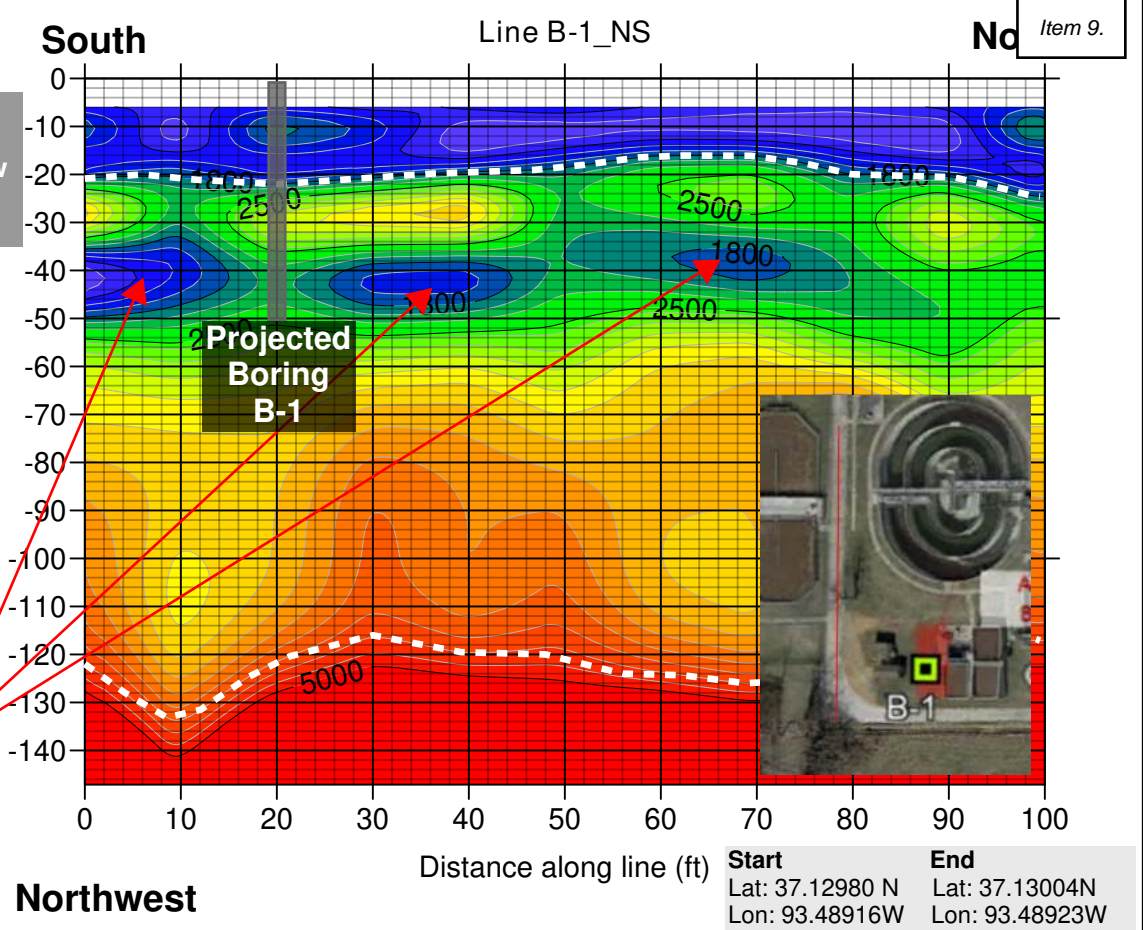 South
Line B-1_NS
No
Item 9.
0
-10
-20
-30
-40
-50
-60
-70
-80
-90
-100
-110
-120
-130
-140
1800
1800
2500
2500
1800
2500
Projected
Boring
B-1
5000
B-1
0 10 20 30 40 50 60 70 80 90 100
Distance along line (ft)
Start End
Lat: 37.12980 N Lat: 37.13004N
Lon: 93.48916W Lon: 93.48923W
Northwest